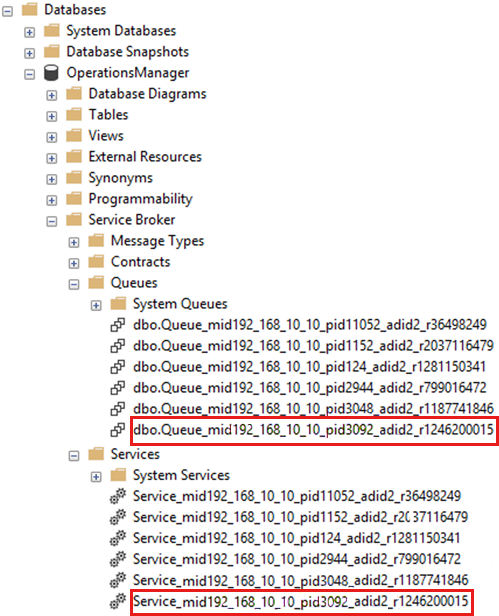 Databases
System Databases
Database Snapshots
OperationsManager
Database Diagrams
Tables
Views
External Resources
Synonyms
Programmability
Service Broker
Message Types
Contracts
Queues
System Queues
dbo.Queue_mid192_168_10_10_pid11052_adid2_r36498249
dbo.Queue_mid192_168_10_10_pid1152_adid2_r2037116479
dbo.Queue_mid192_168_10_10_pid124_adid2_r1281150341
dbo.Queue_mid192_168_10_10_pid2944_adid2_r799016472
dbo.Queue_mid192_168_10_10_pid3048_adid2_r1187741846
dbo.Queue_mid192_168_10_10_pid3092_adid2_r1246200015
Services
System Services
Service_mid192_168_10_10_pid11052_adid2_r36498249
Service_mid192_168_10_10_pid1152_adid2_r2037116479
Service_mid192_168_10_10_pid124_adid2_r1281150341
Service_mid192_168_10_10_pid2944_adid2_r799016472
Service_mid192_168_10_10_pid3048_adid2_r1187741846
Service_mid192_168_10_10_pid3092_adid2_r1246200015